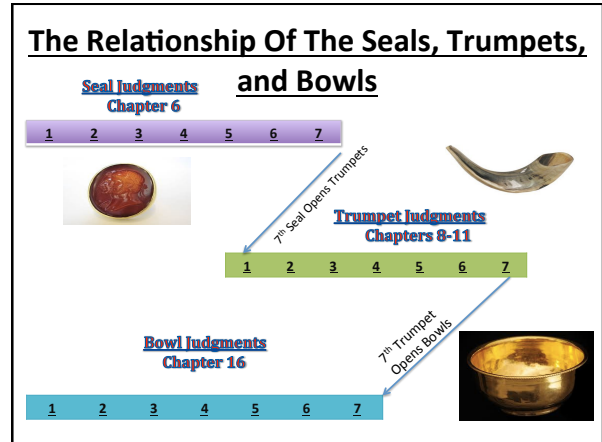 The Relationship Of The Seals, Trumpets,
and Bowls
Seal Judgments
Chapter 6
1 2 3 4 5 6 7
7th Seal Opens Trumpets
Trumpet Judgments
Chapters 8-11
1 2 3 4 5 6 7
7th Trumpet
Opens Bowls
Bowl Judgments
Chapter 16
1 2 3 4 5 6 7